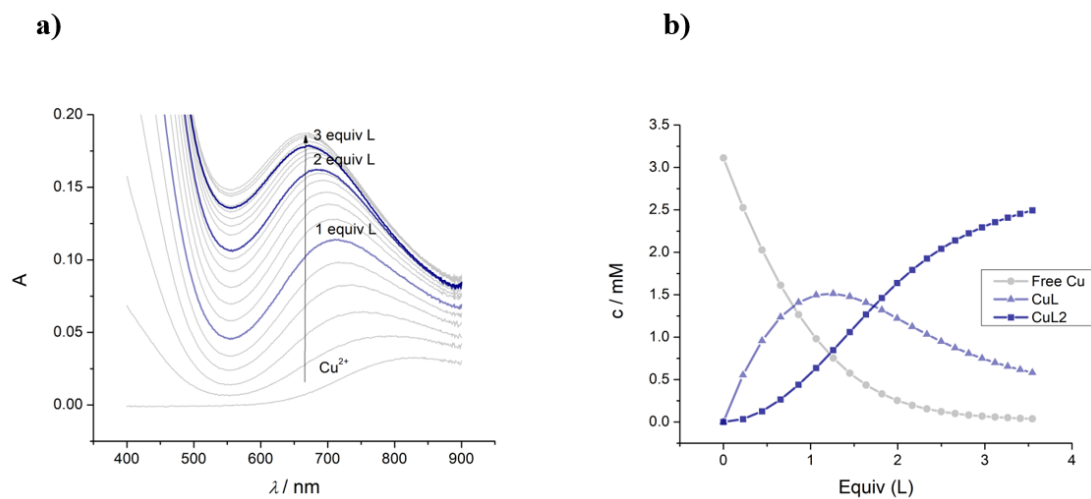 a)
b)
0.20
0.15
0.10
0.05
0.00
A
3 equiv L
2 equiv L
1 equiv L
Cu²⁺
400
500
600
700
800
900
λ / nm
3.5
3.0
2.5
2.0
1.5
1.0
0.5
0.0
c / mM
Free Cu
CuL
CuL2
0
1
2
3
4
Equiv (L)